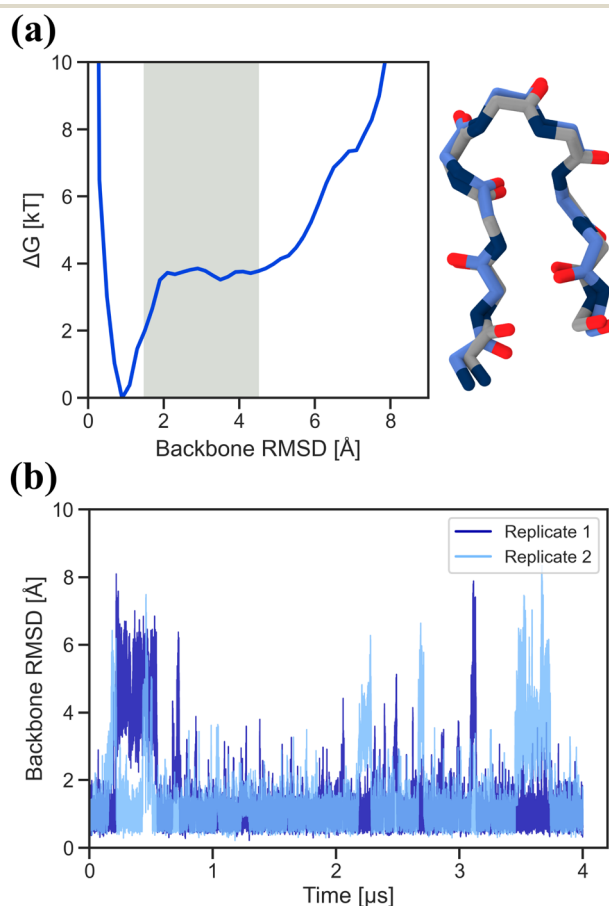 (a)
10
8
6
4
2
0
ΔG [kT]
0 2 4 6 8
Backbone RMSD [Å]
(b)
10
8
6
4
2
0
Backbone RMSD [Å]
Replicate 1
Replicate 2
0 1 2 3 4
Time [μs]